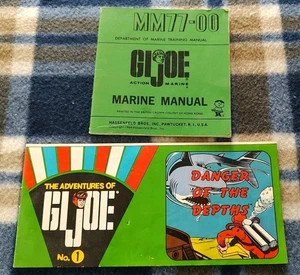 MM77-00
DEPARTMENT OF MARINE TRAINING MANUAL
GI JOE
ACTION MARINE
MARINE MANUAL
HASSENFELD BROS., INC., PAWTUCKET, R.I., U.S.A.
THE ADVENTURES OF
GI JOE
No. 1
DANGER
OF THE
DEPTHS